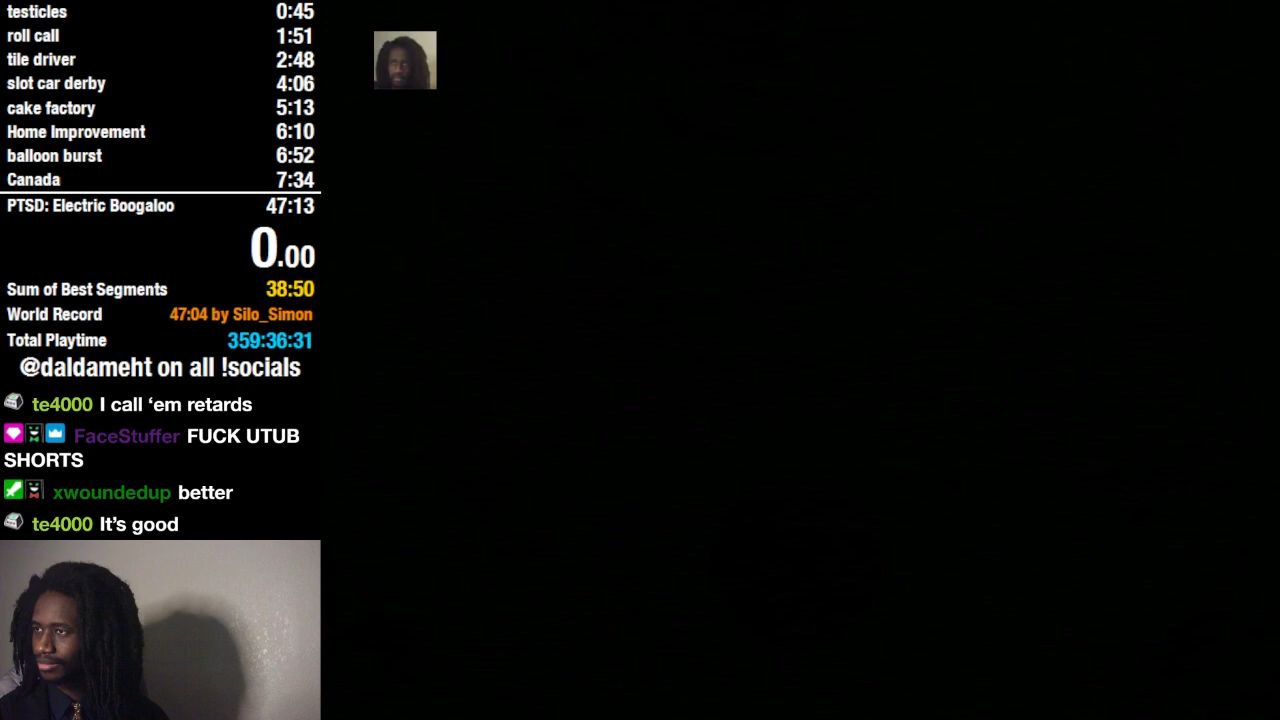 testicles 0:45
roll call 1:51
tile driver 2:48
slot car derby 4:06
cake factory 5:13
Home Improvement 6:10
balloon burst 6:52
Canada 7:34
PTSD: Electric Boogaloo 47:13
0.00
Sum of Best Segments 38:50
World Record 47:04 by Silo_Simon
Total Playtime 359:36:31
@daldameht on all !socials
te4000 I call ‘em retards
FaceStuffer FUCK UTUB
SHORTS
xwoundedup better
te4000 It’s good